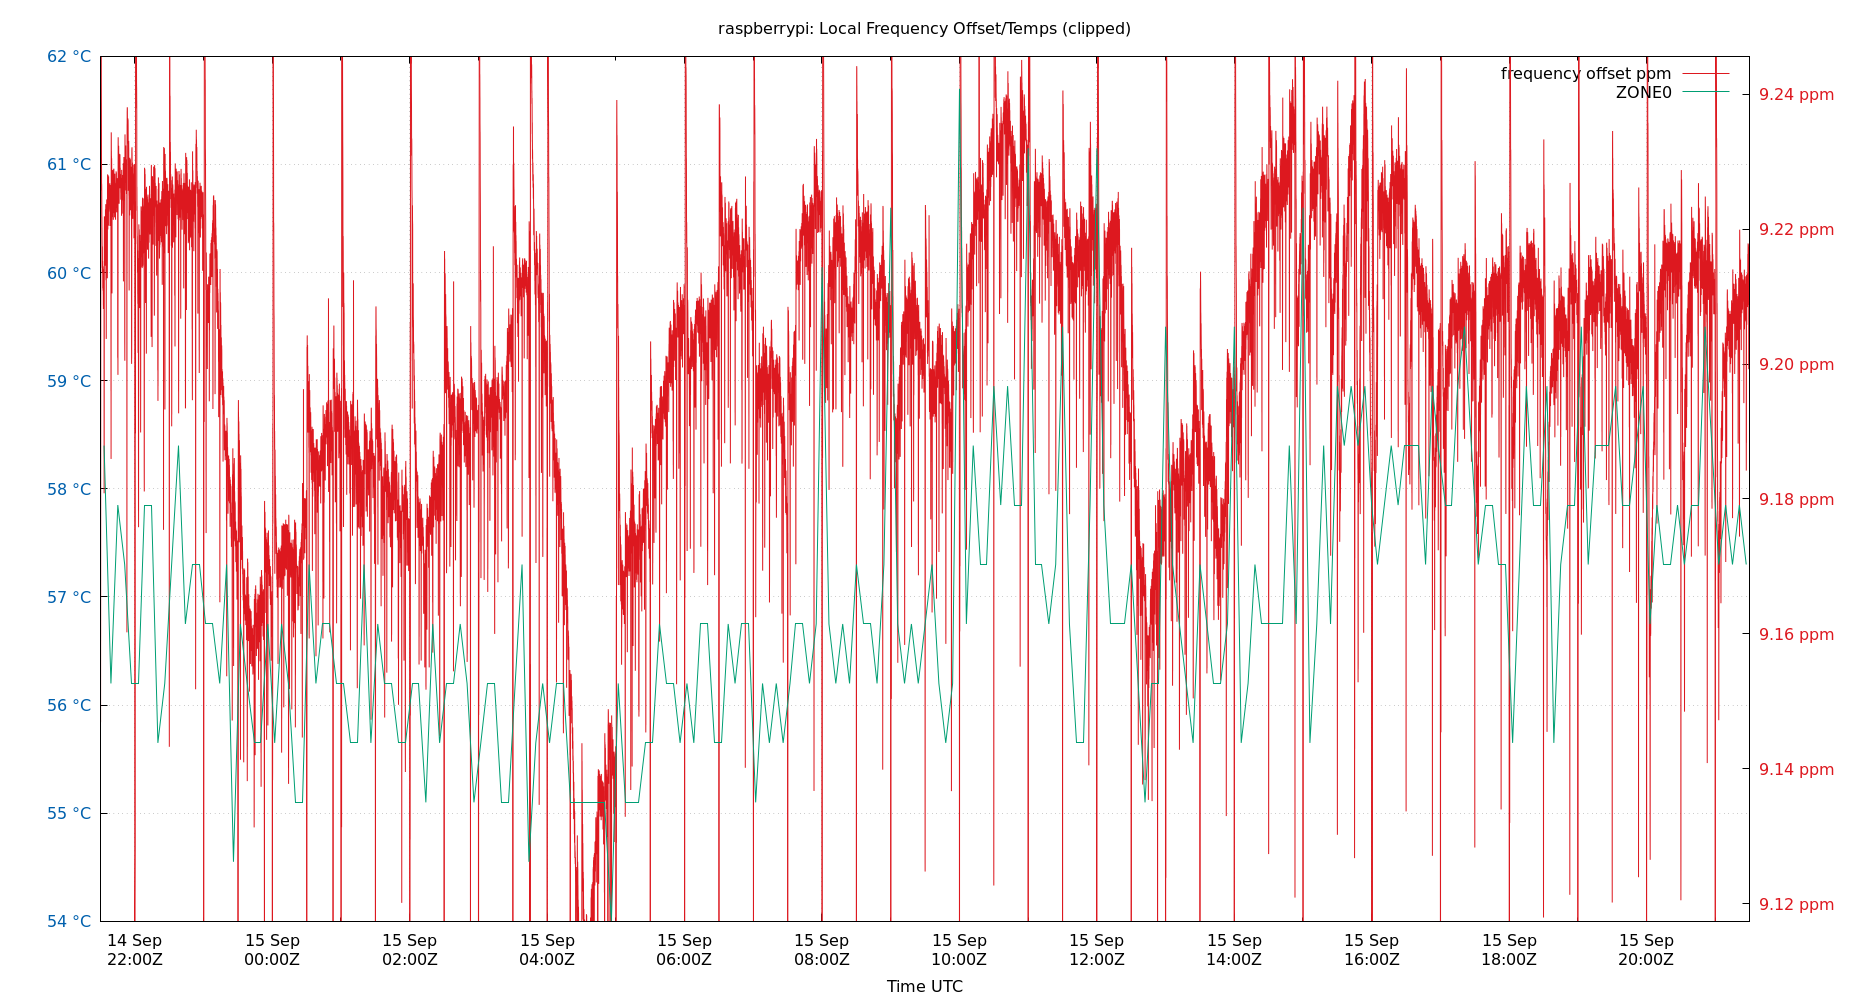 raspberrypi: Local Frequency Offset/Temps (clipped)
frequency offset ppm
ZONE0
62 °C
61 °C
60 °C
59 °C
58 °C
57 °C
56 °C
55 °C
54 °C
9.24 ppm
9.22 ppm
9.20 ppm
9.18 ppm
9.16 ppm
9.14 ppm
9.12 ppm
14 Sep 15 Sep 15 Sep 15 Sep 15 Sep 15 Sep 15 Sep 15 Sep 15 Sep 15 Sep 15 Sep 15 Sep
22:00Z 00:00Z 02:00Z 04:00Z 06:00Z 08:00Z 10:00Z 12:00Z 14:00Z 16:00Z 18:00Z 20:00Z
Time UTC